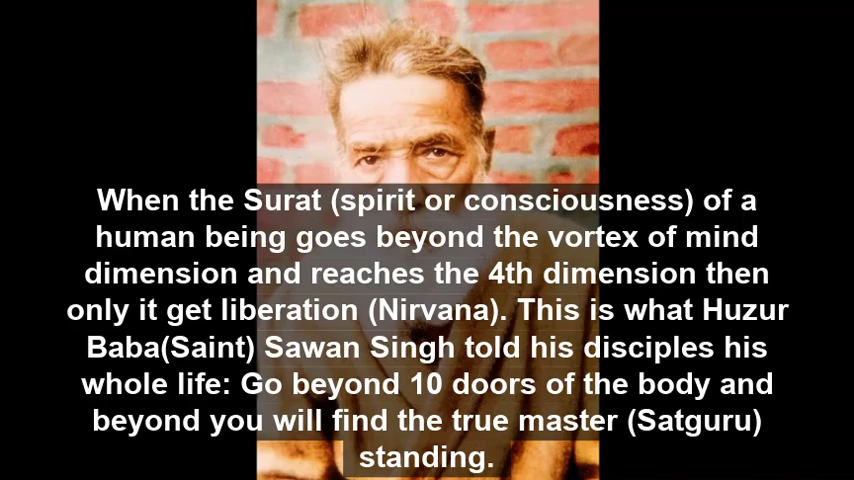 When the Surat (spirit or consciousness) of a
human being goes beyond the vortex of mind
dimension and reaches the 4th dimension then
only it get liberation (Nirvana). This is what Huzur
Baba(Saint) Sawan Singh told his disciples his
whole life: Go beyond 10 doors of the body and
beyond you will find the true master (Satguru)
standing.